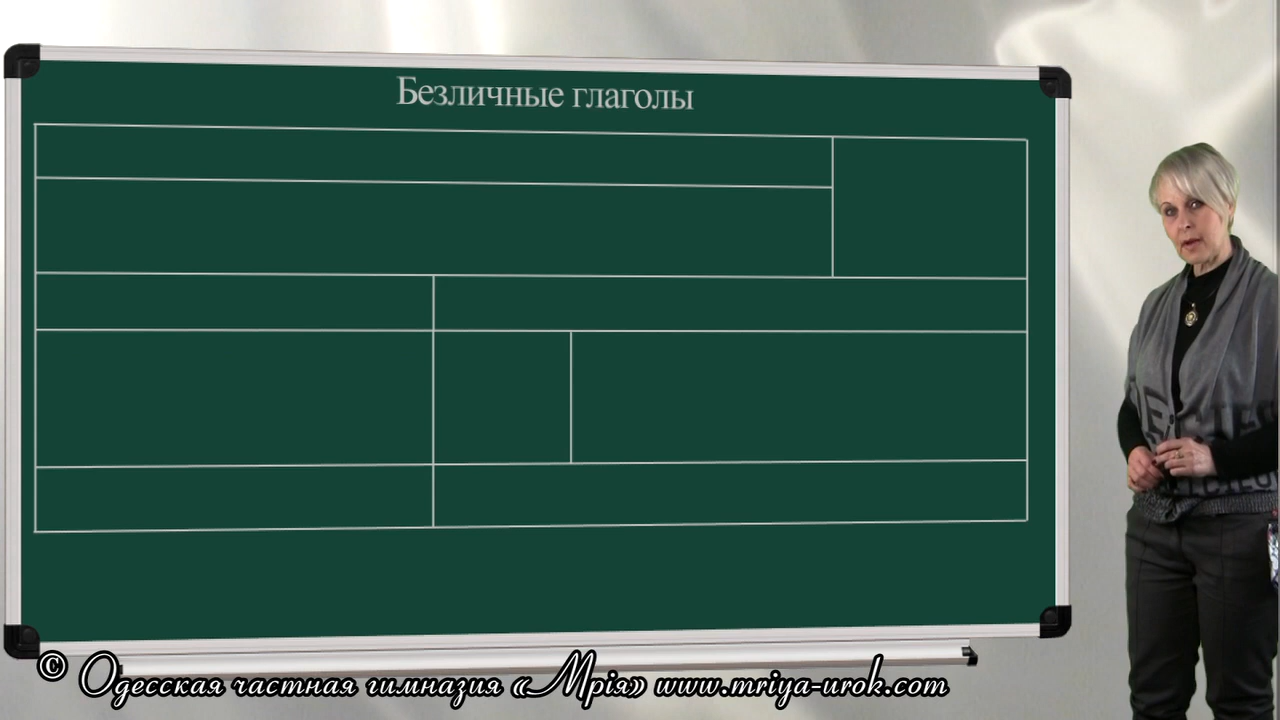 Безличные глаголы
© Одесская частная гимназия «Мрія» www.mriya-urok.com